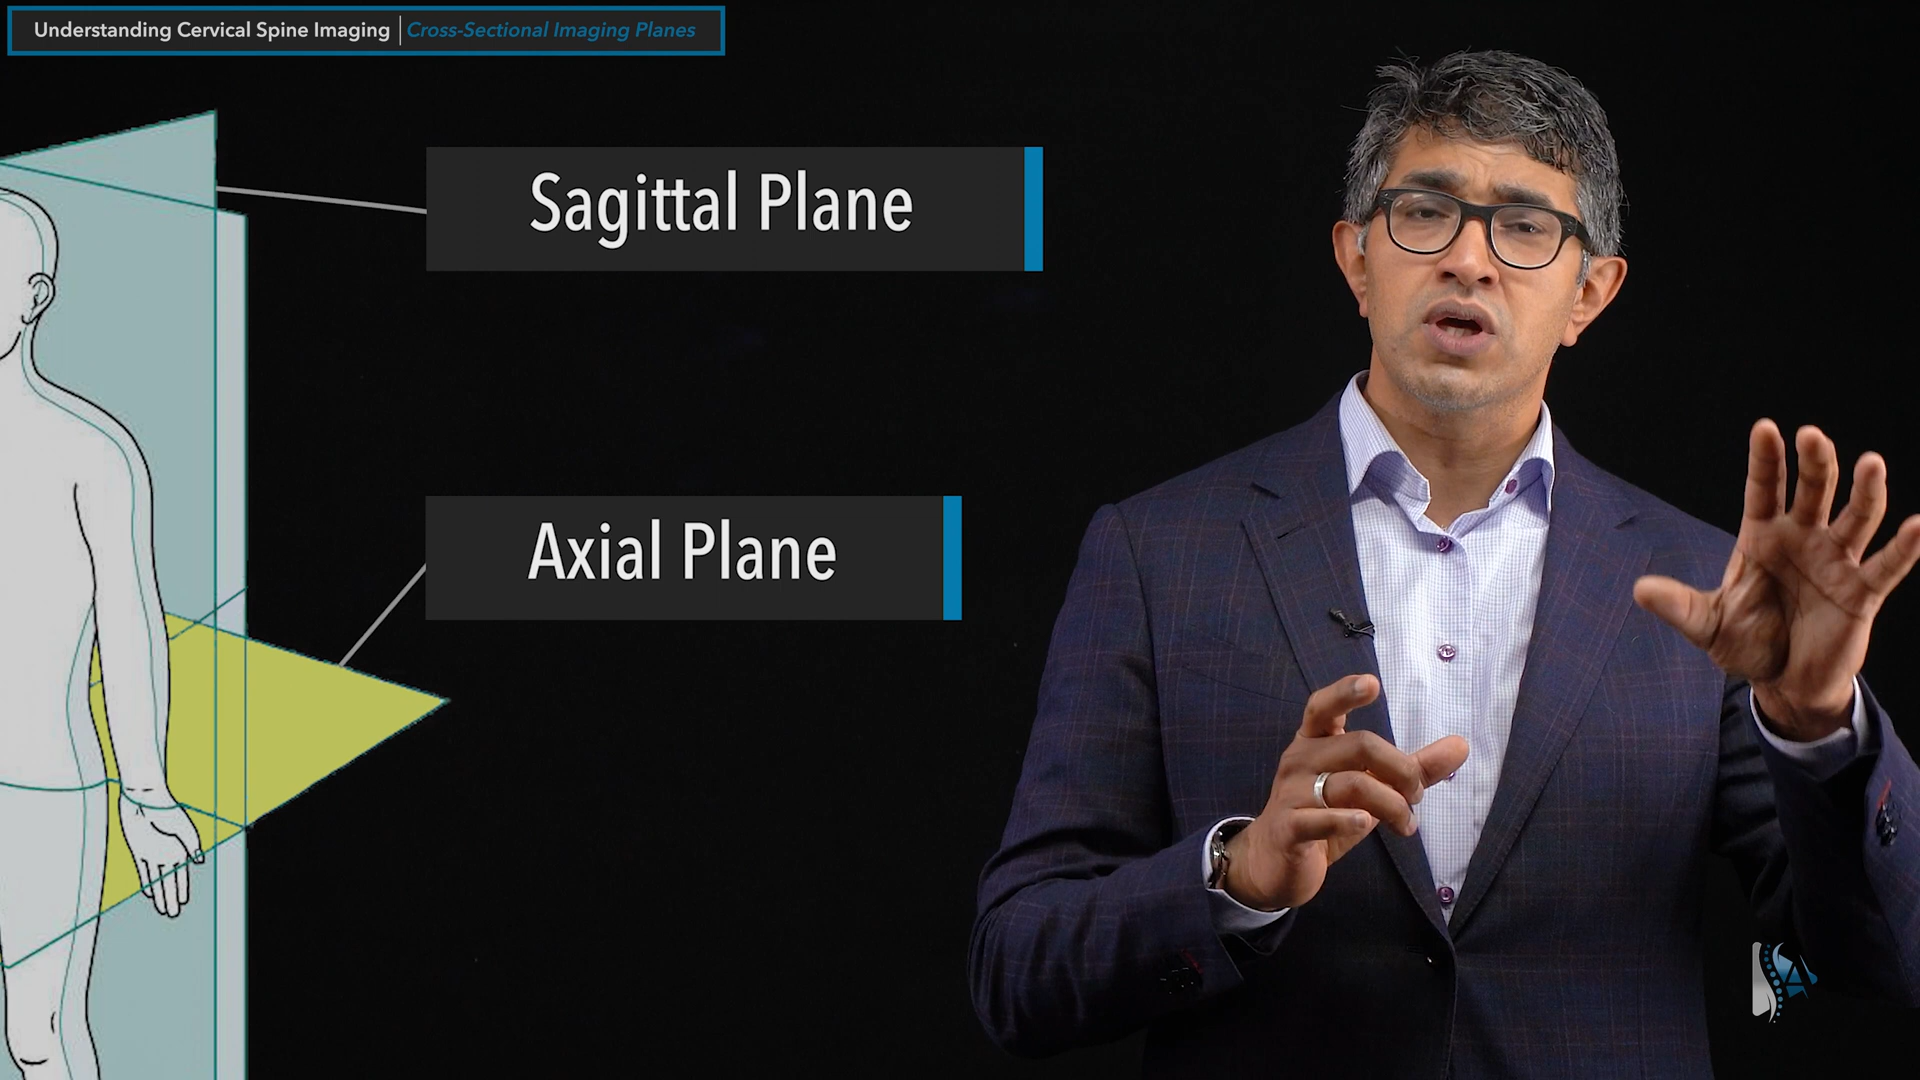 Understanding Cervical Spine Imaging | Cross-Sectional Imaging Planes
Sagittal Plane
Axial Plane